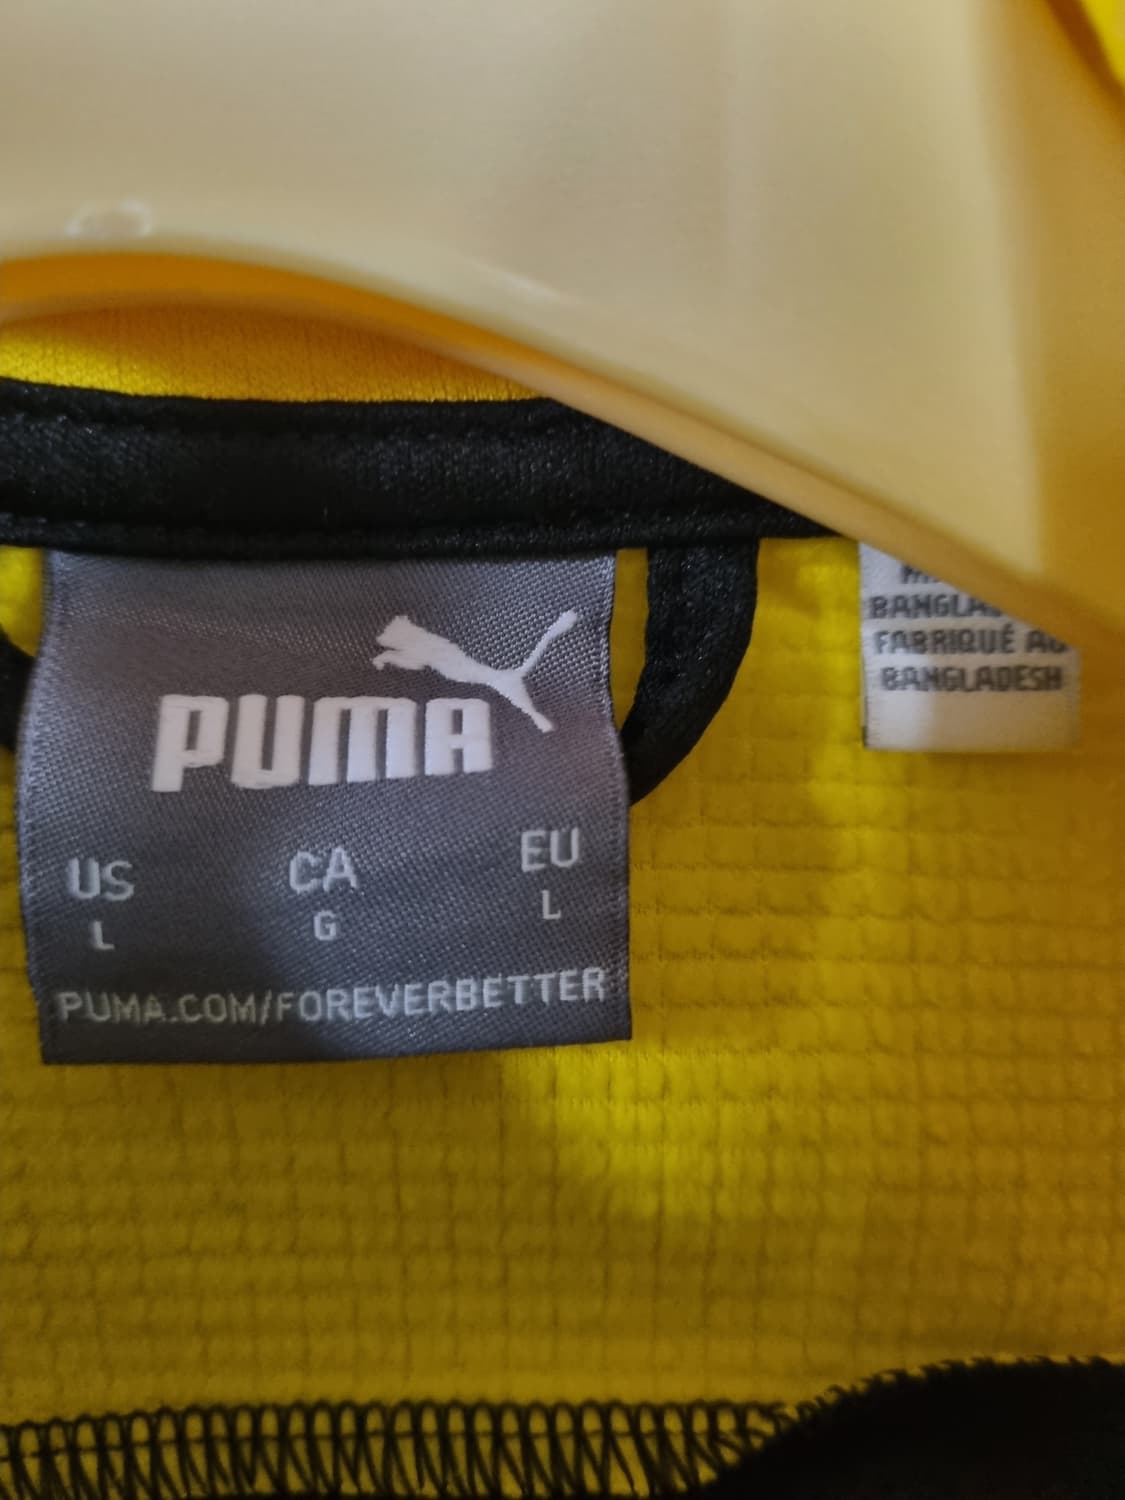 PUMA
US CA EU
L G L
PUMA.COM/FOREVERBETTER
FABRIQUÉ AU
BANGLADESH